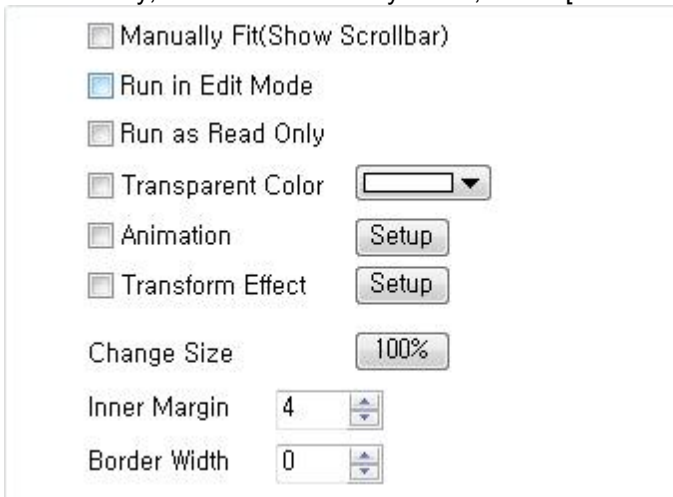 Manually Fit(Show Scrollbar)
Run in Edit Mode
Run as Read Only
Transparent Color
Animation Setup
Transform Effect Setup
Change Size 100%
Inner Margin 4
Border Width 0